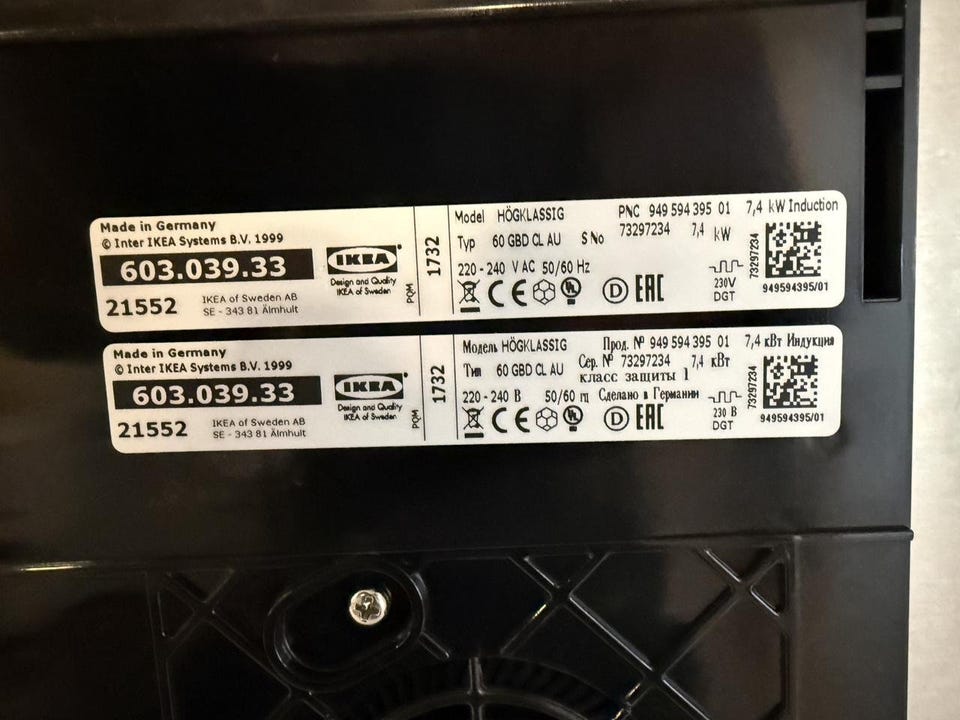 Made in Germany
© Inter IKEA Systems B.V. 1999
603.039.33
21552
IKEA of Sweden AB
SE - 343 81 Älmhult
IKEA
Design and Quality
IKEA of Sweden
PQM
1732
Model HÖGKLASSIG
PNC 949 594 395 01
7,4 kW Induction
Typ 60 GBD CL AU
S No 73297234
7,4 kW
220 - 240 V AC 50/60 Hz
CE
UL
D
EAC
230V
DGT
73297234
949594395/01
Made in Germany
© Inter IKEA Systems B.V. 1999
603.039.33
21552
IKEA of Sweden AB
SE - 343 81 Älmhult
IKEA
Design and Quality
IKEA of Sweden
PQM
1732
Модель HÖGKLASSIG
Прод. № 949 594 395 01
7,4 кВт Индукция
Тип 60 GBD CL AU
Сер. № 73297234
7,4 кВт
класс защиты 1
220 - 240 В 50/60 гц
Сделано в Германии
CE
UL
D
EAC
230 В
DGT
73297234
949594395/01